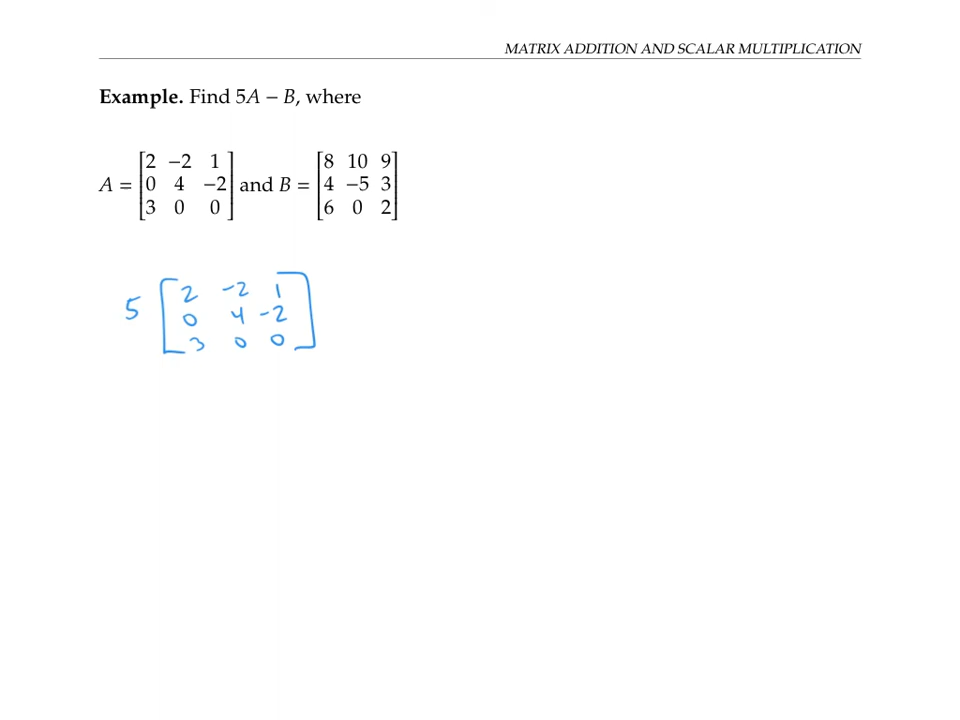 MATRIX ADDITION AND SCALAR MULTIPLICATION
Example. Find 5A − B, where
A = [2 −2 1; 0 4 −2; 3 0 0] and B = [8 10 9; 4 −5 3; 6 0 2]
5 [2 -2 1; 0 4 -2; 3 0 0]